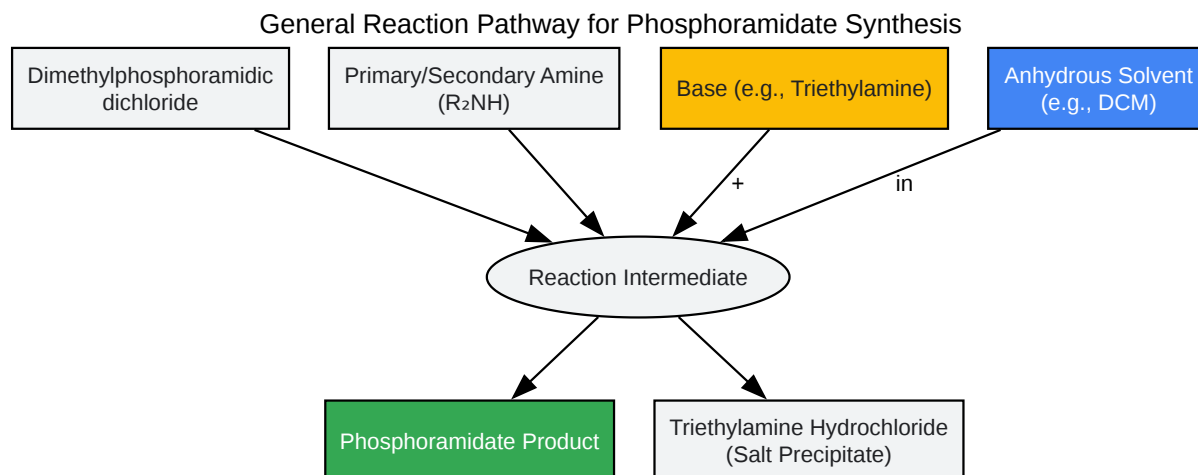 General Reaction Pathway for Phosphoramidate Synthesis
Dimethylphosphoramidic
dichloride
Primary/Secondary Amine
(R₂NH)
Base (e.g., Triethylamine)
Anhydrous Solvent
(e.g., DCM)
+
in
Reaction Intermediate
Phosphoramidate Product
Triethylamine Hydrochloride
(Salt Precipitate)